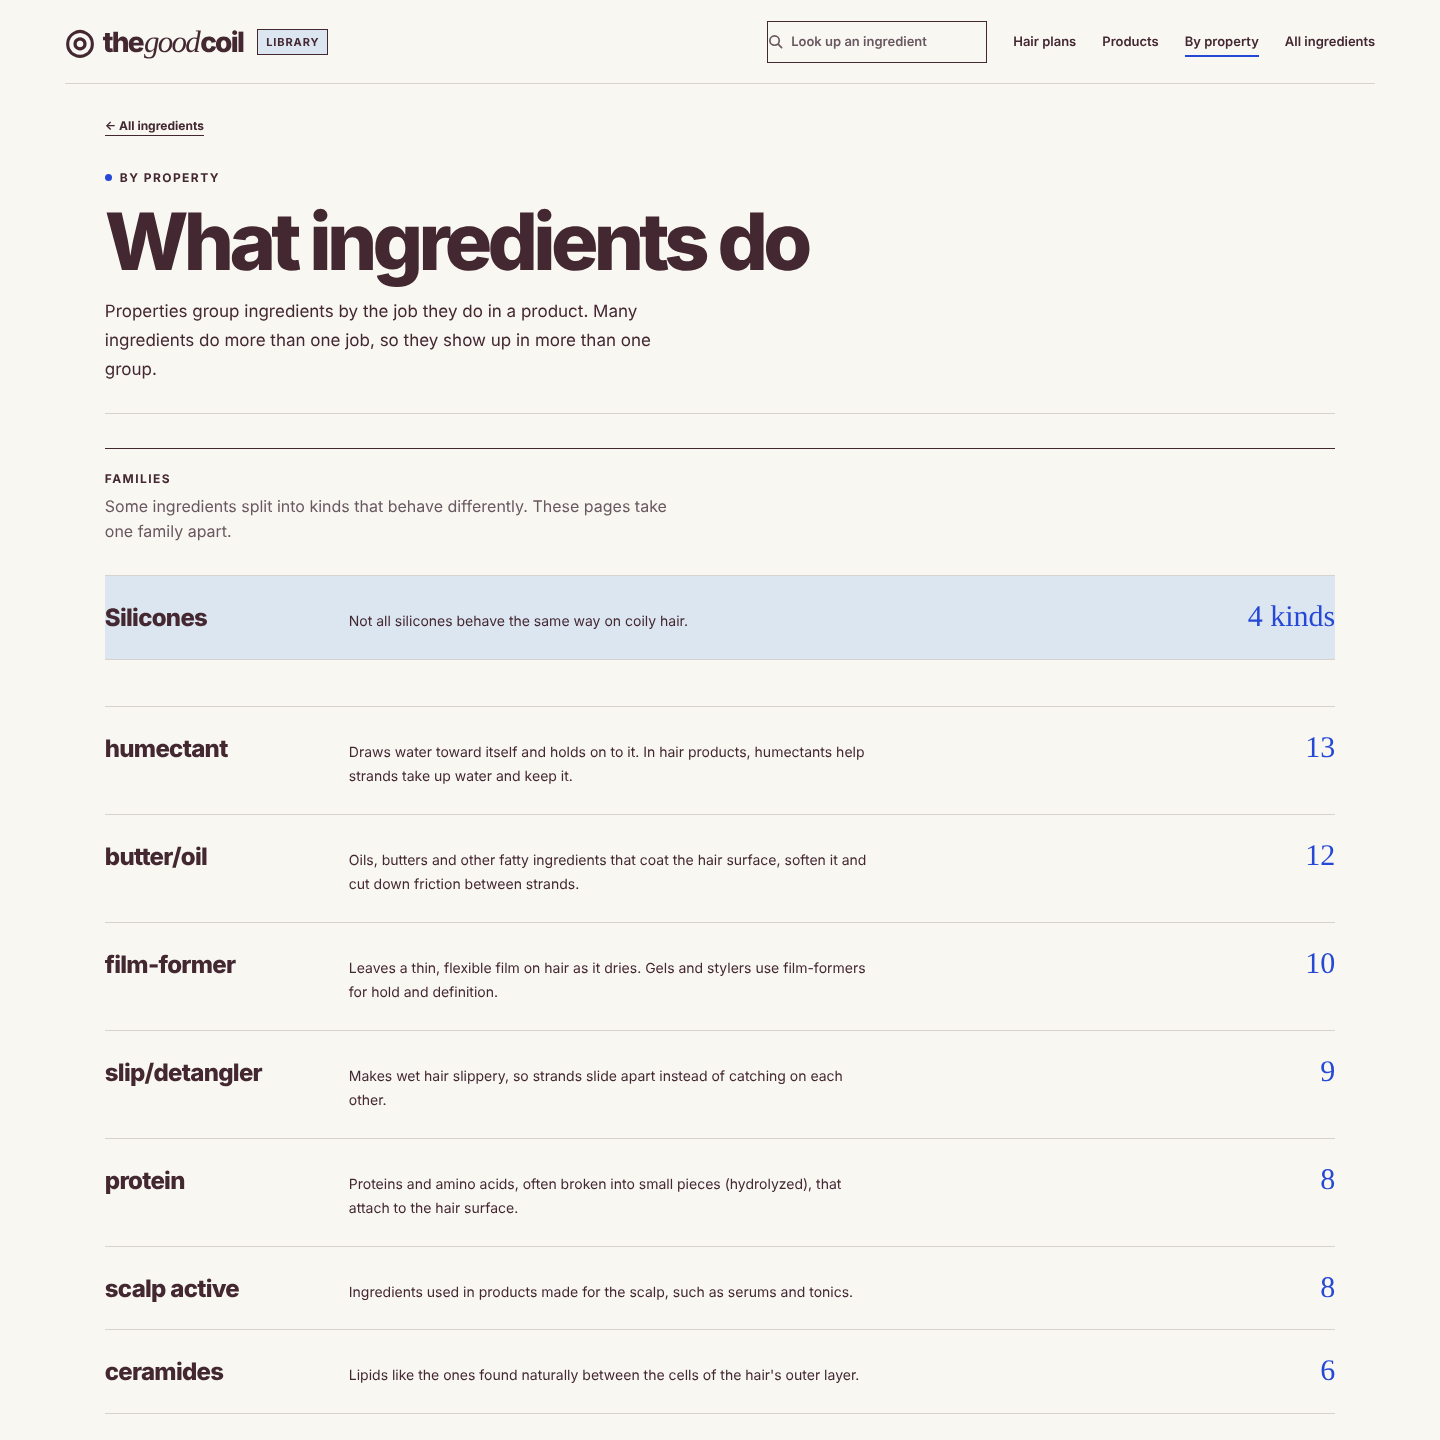 thegoodcoil LIBRARY
Look up an ingredient
Hair plans Products By property All ingredients
← All ingredients
BY PROPERTY
What ingredients do
Properties group ingredients by the job they do in a product. Many
ingredients do more than one job, so they show up in more than one
group.
FAMILIES
Some ingredients split into kinds that behave differently. These pages take
one family apart.
Silicones
Not all silicones behave the same way on coily hair.
4 kinds
humectant
Draws water toward itself and holds on to it. In hair products, humectants help
strands take up water and keep it.
13
butter/oil
Oils, butters and other fatty ingredients that coat the hair surface, soften it and
cut down friction between strands.
12
film-former
Leaves a thin, flexible film on hair as it dries. Gels and stylers use film-formers
for hold and definition.
10
slip/detangler
Makes wet hair slippery, so strands slide apart instead of catching on each
other.
9
protein
Proteins and amino acids, often broken into small pieces (hydrolyzed), that
attach to the hair surface.
8
scalp active
Ingredients used in products made for the scalp, such as serums and tonics.
8
ceramides
Lipids like the ones found naturally between the cells of the hair's outer layer.
6